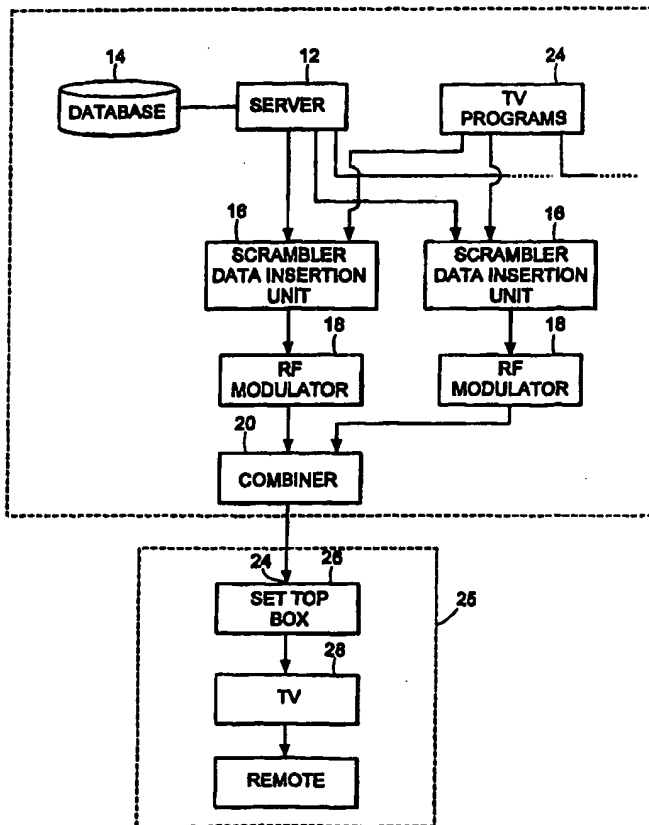 14
12
24
DATABASE
SERVER
TV
PROGRAMS
16
16
SCRAMBLER
DATA INSERTION
UNIT
SCRAMBLER
DATA INSERTION
UNIT
18
18
RF
MODULATOR
RF
MODULATOR
20
COMBINER
24
26
SET TOP
BOX
25
28
TV
REMOTE